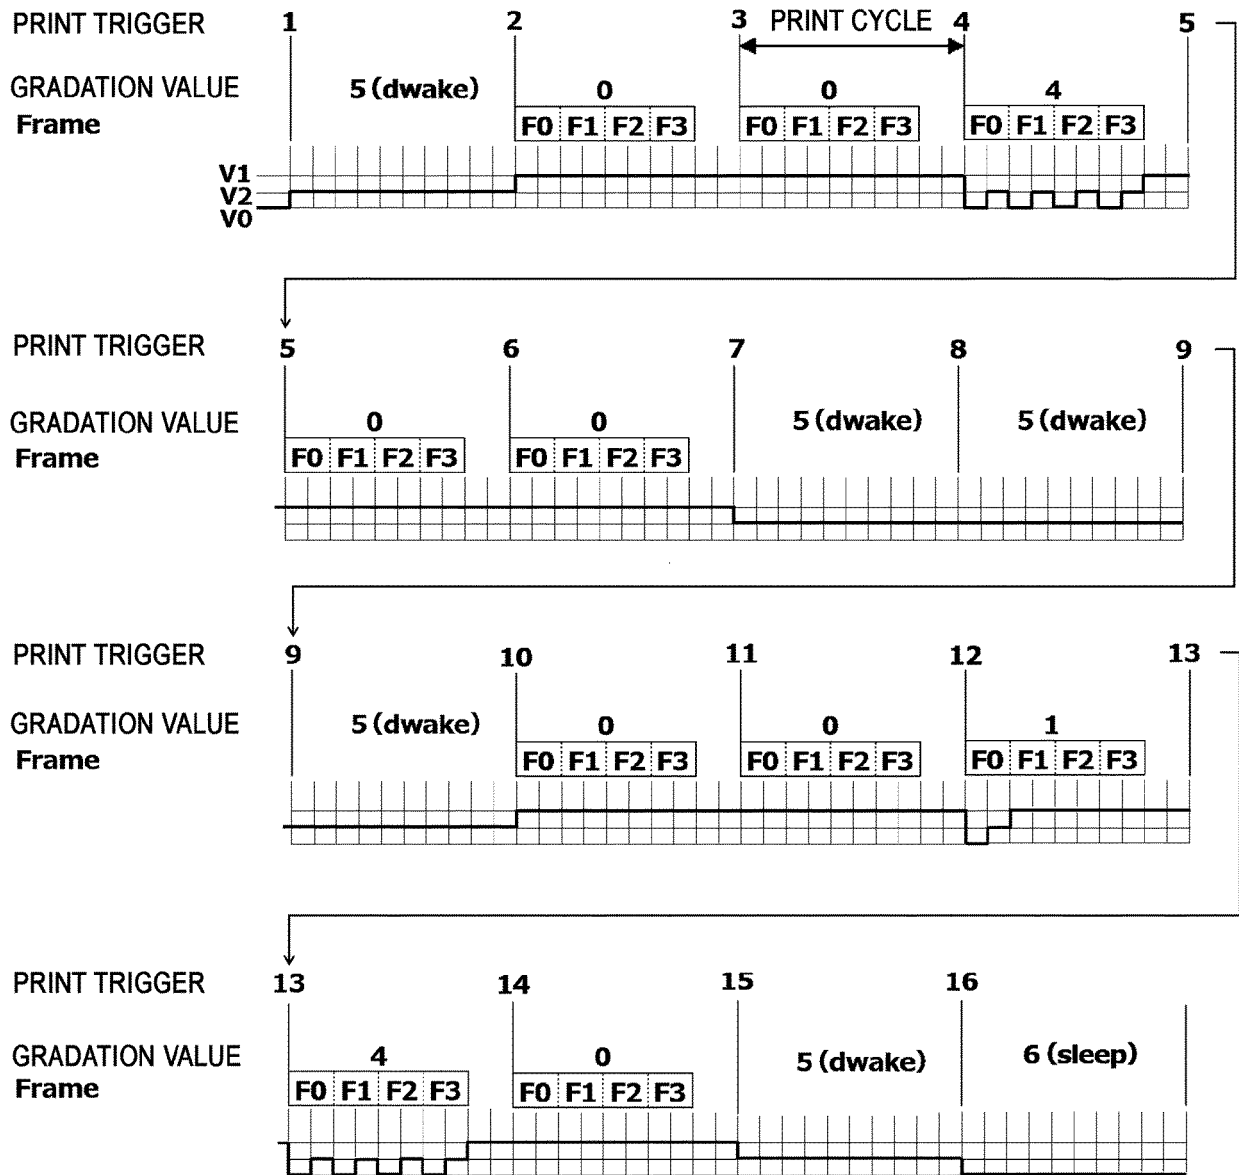 PRINT TRIGGER 1 2 3 PRINT CYCLE 4 5
GRADATION VALUE 5 (dwake) 0 0 4
Frame F0 F1 F2 F3 F0 F1 F2 F3 F0 F1 F2 F3
V1
V2
V0
PRINT TRIGGER 5 6 7 8 9
GRADATION VALUE 0 0 5 (dwake) 5 (dwake)
Frame F0 F1 F2 F3 F0 F1 F2 F3
PRINT TRIGGER 9 10 11 12 13
GRADATION VALUE 5 (dwake) 0 0 1
Frame F0 F1 F2 F3 F0 F1 F2 F3 F0 F1 F2 F3
PRINT TRIGGER 13 14 15 16
GRADATION VALUE 4 0 5 (dwake) 6 (sleep)
Frame F0 F1 F2 F3 F0 F1 F2 F3